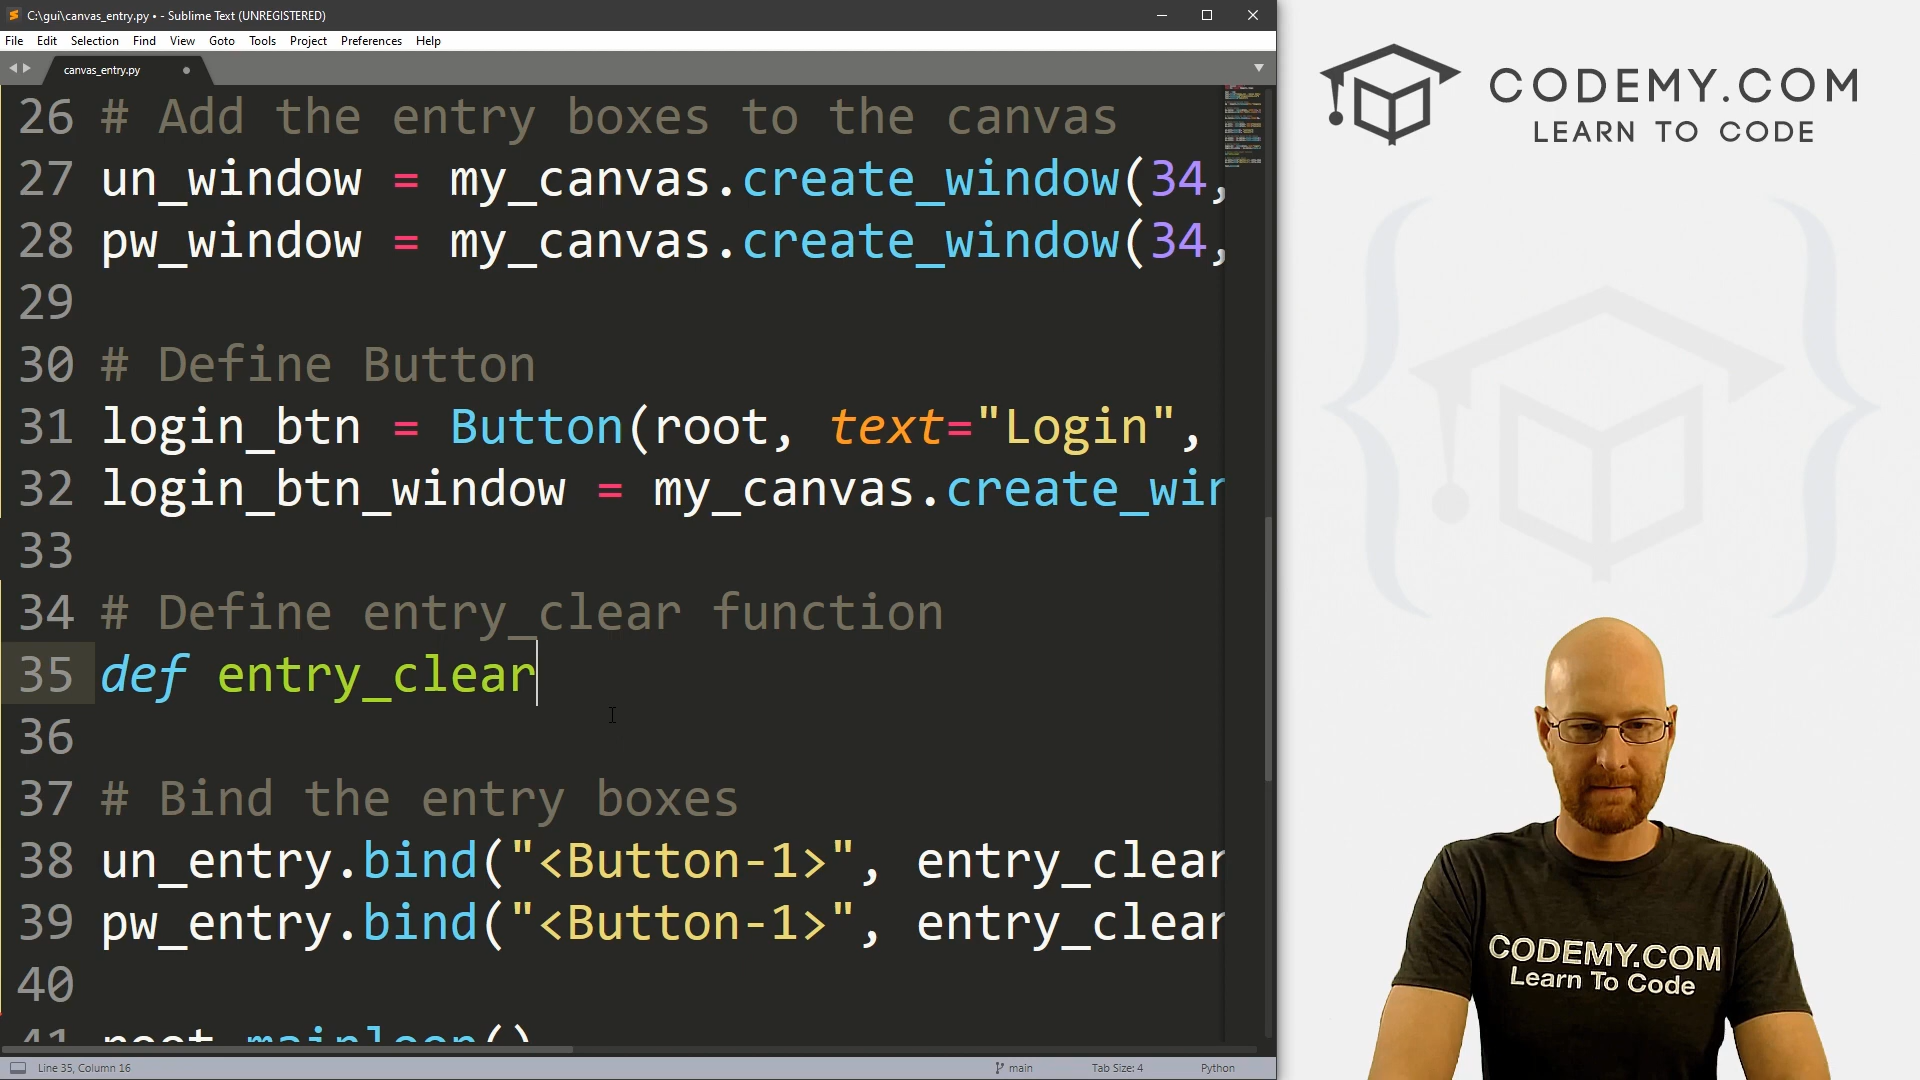 C:\gui\canvas_entry.py • - Sublime Text (UNREGISTERED)
File Edit Selection Find View Goto Tools Project Preferences Help
canvas_entry.py
26 # Add the entry boxes to the canvas
27 un_window = my_canvas.create_window(34,
28 pw_window = my_canvas.create_window(34,
29
30 # Define Button
31 login_btn = Button(root, text="Login",
32 login_btn_window = my_canvas.create_win
33
34 # Define entry_clear function
35 def entry_clear
36
37 # Bind the entry boxes
38 un_entry.bind("<Button-1>", entry_clear
39 pw_entry.bind("<Button-1>", entry_clear
40
41 root.mainloop()
Line 35, Column 16
main
Tab Size: 4
Python
CODEMY.COM
LEARN TO CODE
CODEMY.COM
Learn To Code